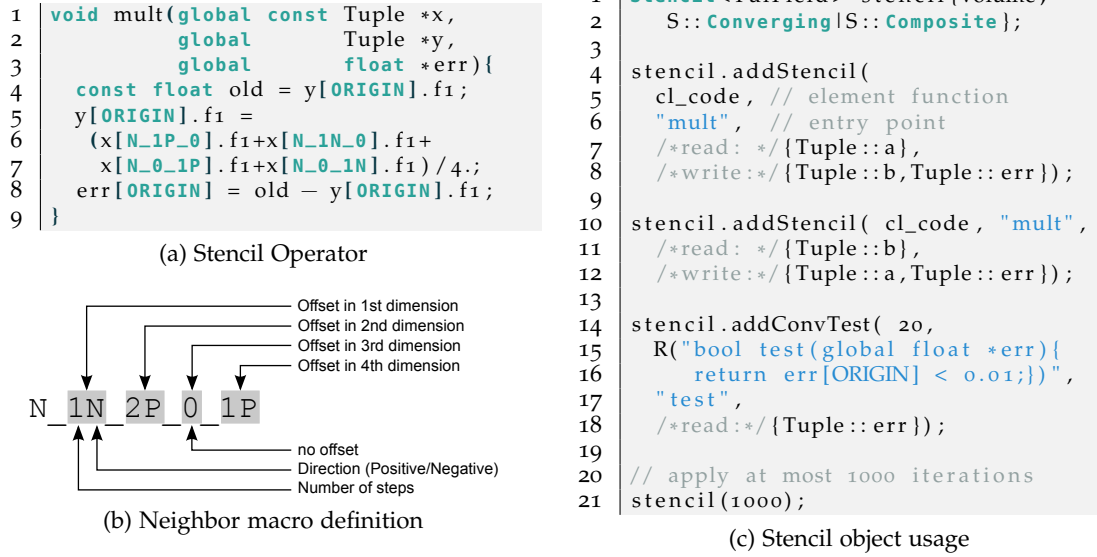 1 void mult(global const Tuple *x,
2 global Tuple *y,
3 global float *err){
4 const float old = y[ORIGIN].f1;
5 y[ORIGIN].f1 =
6 (x[N_1P_0].f1+x[N_1N_0].f1+
7 x[N_0_1P].f1+x[N_0_1N].f1)/4.;
8 err[ORIGIN] = old − y[ORIGIN].f1;
9 }
(a) Stencil Operator
Offset in 1st dimension
Offset in 2nd dimension
Offset in 3rd dimension
Offset in 4th dimension
N_1N_2P_0_1P
no offset
Direction (Positive/Negative)
Number of steps
(b) Neighbor macro definition
2 S::Converging|S::Composite};
3
4 stencil.addStencil(
5 cl_code, // element function
6 "mult", // entry point
7 /*read: */{Tuple::a},
8 /*write:*/{Tuple::b,Tuple::err});
9
10 stencil.addStencil( cl_code, "mult",
11 /*read: */{Tuple::b},
12 /*write:*/{Tuple::a,Tuple::err});
13
14 stencil.addConvTest( 20,
15 R("bool test(global float *err){
16 return err[ORIGIN] < 0.01;})",
17 "test",
18 /*read:*/{Tuple::err});
19
20 // apply at most 1000 iterations
21 stencil(1000);
(c) Stencil object usage